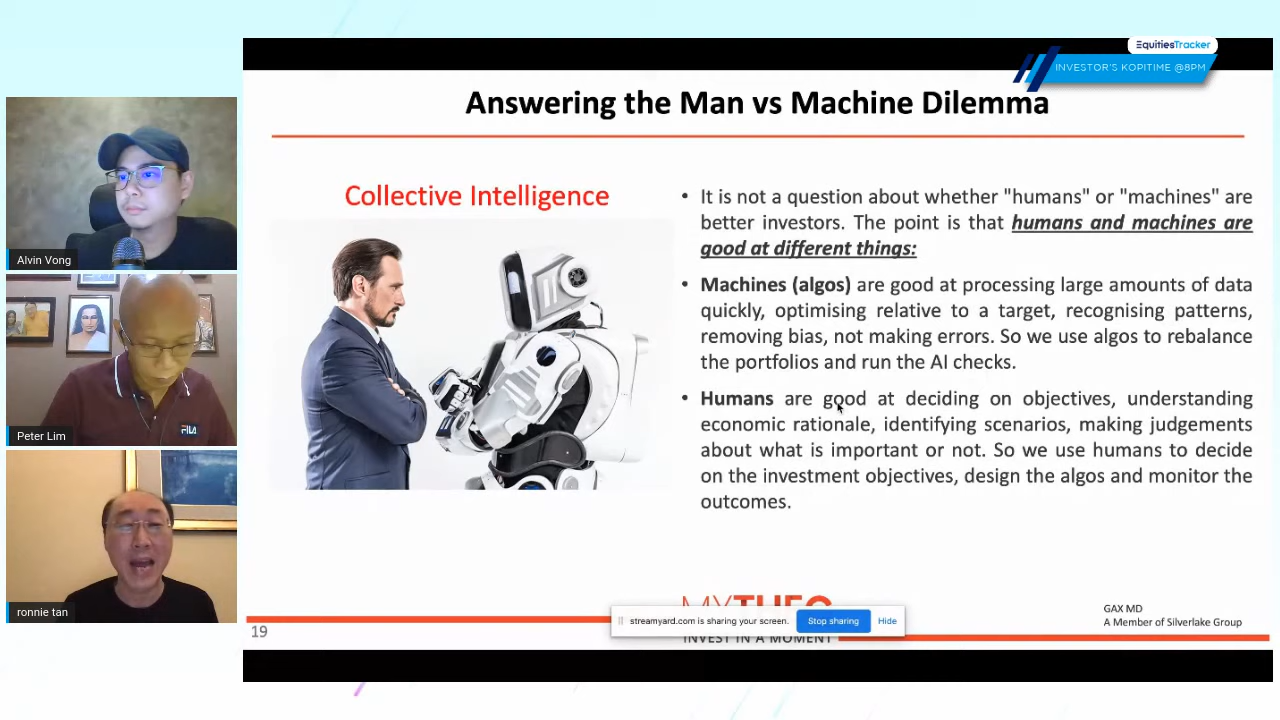 EquitiesTracker
INVESTOR'S KOPITIME @8PM
Answering the Man vs Machine Dilemma
Collective Intelligence
• It is not a question about whether "humans" or "machines" are
better investors. The point is that humans and machines are
good at different things:
• Machines (algos) are good at processing large amounts of data
quickly, optimising relative to a target, recognising patterns,
removing bias, not making errors. So we use algos to rebalance
the portfolios and run the AI checks.
• Humans are good at deciding on objectives, understanding
economic rationale, identifying scenarios, making judgements
about what is important or not. So we use humans to decide
on the investment objectives, design the algos and monitor the
outcomes.
Alvin Vong
FILA
Peter Lim
ronnie tan
19
MYTHEO
streamyard.com is sharing your screen.
Stop sharing
Hide
INVEST IN A MOMENT
GAX MD
A Member of Silverlake Group